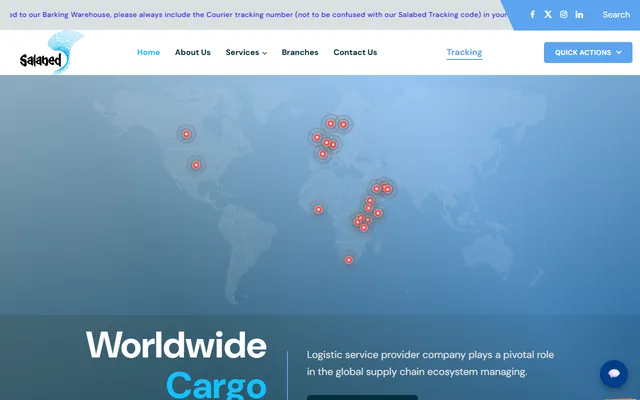 ed to our Barking Warehouse, please always include the Courier tracking number (not to be confused with our Salabed Tracking code) in your
Search
Salabed
Home
About Us
Services
Branches
Contact Us
Tracking
QUICK ACTIONS
Worldwide
Cargo
Logistic service provider company plays a pivotal role
in the global supply chain ecosystem managing.